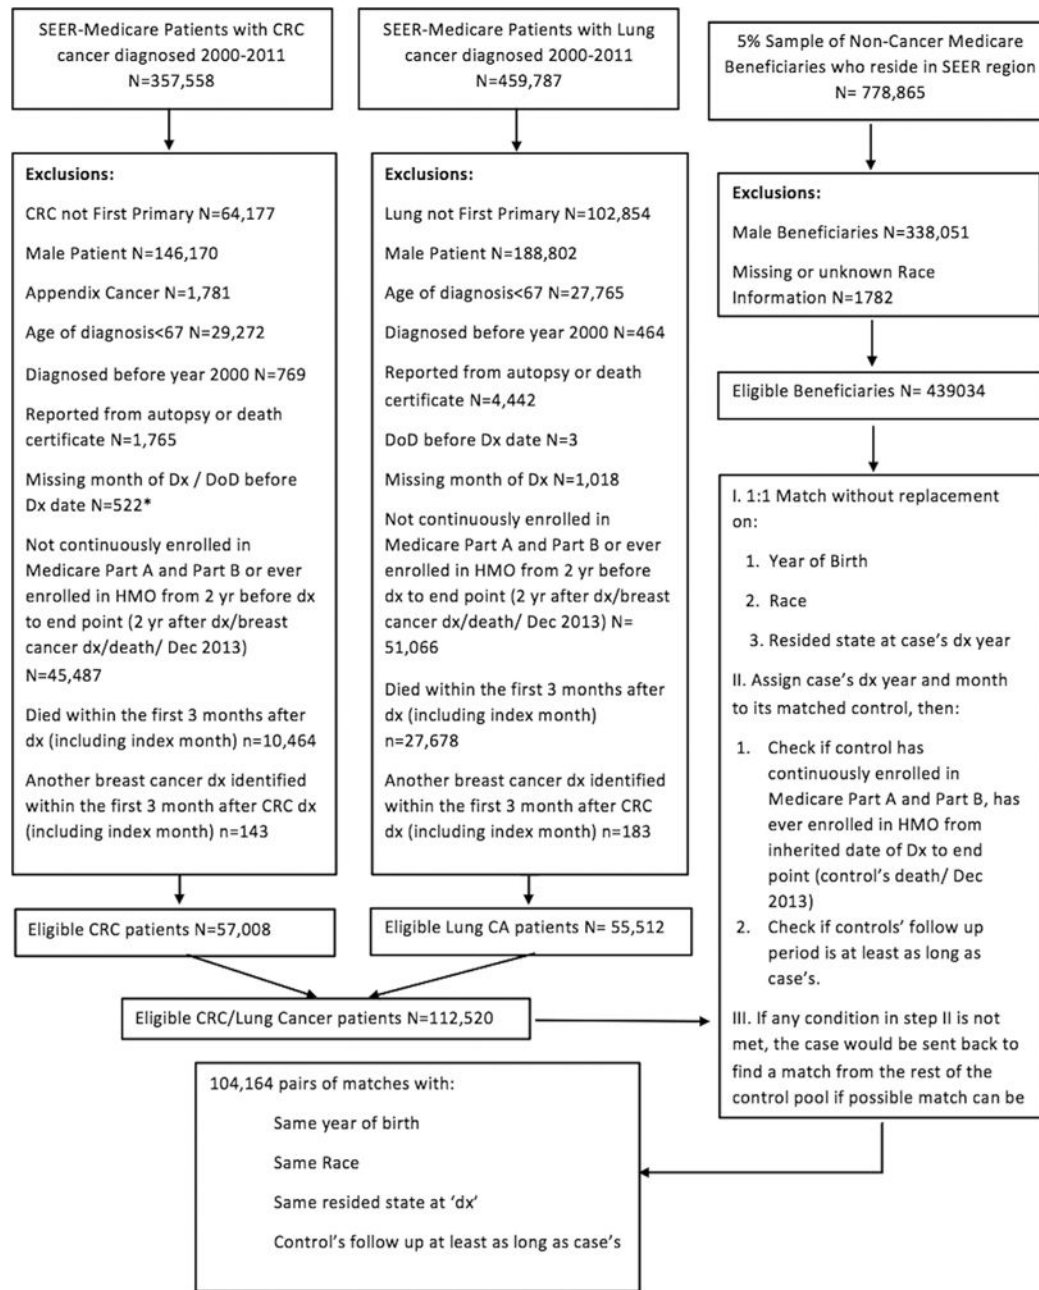 SEER-Medicare Patients with CRC
cancer diagnosed 2000-2011
N=357,558
SEER-Medicare Patients with Lung
cancer diagnosed 2000-2011
N=459,787
5% Sample of Non-Cancer Medicare
Beneficiaries who reside in SEER region
N= 778,865
Exclusions:
CRC not First Primary N=64,177
Male Patient N=146,170
Appendix Cancer N=1,781
Age of diagnosis<67 N=29,272
Diagnosed before year 2000 N=769
Reported from autopsy or death
certificate N=1,765
Missing month of Dx / DoD before
Dx date N=522*
Not continuously enrolled in
Medicare Part A and Part B or ever
enrolled in HMO from 2 yr before dx
to end point (2 yr after dx/breast
cancer dx/death/ Dec 2013)
N=45,487
Died within the first 3 months after
dx (including index month) n=10,464
Another breast cancer dx identified
within the first 3 month after CRC dx
(including index month) n=143
Exclusions:
Lung not First Primary N=102,854
Male Patient N=188,802
Age of diagnosis<67 N=27,765
Diagnosed before year 2000 N=464
Reported from autopsy or death
certificate N=4,442
DoD before Dx date N=3
Missing month of Dx N=1,018
Not continuously enrolled in
Medicare Part A and Part B or ever
enrolled in HMO from 2 yr before
dx to end point (2 yr after dx/breast
cancer dx/death/ Dec 2013) N=
51,066
Died within the first 3 months after
dx (including index month)
n=27,678
Another breast cancer dx identified
within the first 3 month after CRC
dx (including index month) n=183
Exclusions:
Male Beneficiaries N=338,051
Missing or unknown Race
Information N=1782
Eligible Beneficiaries N= 439034
I. 1:1 Match without replacement
on:
1. Year of Birth
2. Race
3. Resided state at case's dx year
II. Assign case's dx year and month
to its matched control, then:
1. Check if control has
continuously enrolled in
Medicare Part A and Part B, has
ever enrolled in HMO from
inherited date of Dx to end
point (control's death/ Dec
2013)
2. Check if controls' follow up
period is at least as long as
case's.
III. If any condition in step II is not
met, the case would be sent back to
find a match from the rest of the
control pool if possible match can be
Eligible CRC patients N=57,008
Eligible Lung CA patients N= 55,512
Eligible CRC/Lung Cancer patients N=112,520
104,164 pairs of matches with:
Same year of birth
Same Race
Same resided state at 'dx'
Control's follow up at least as long as case's